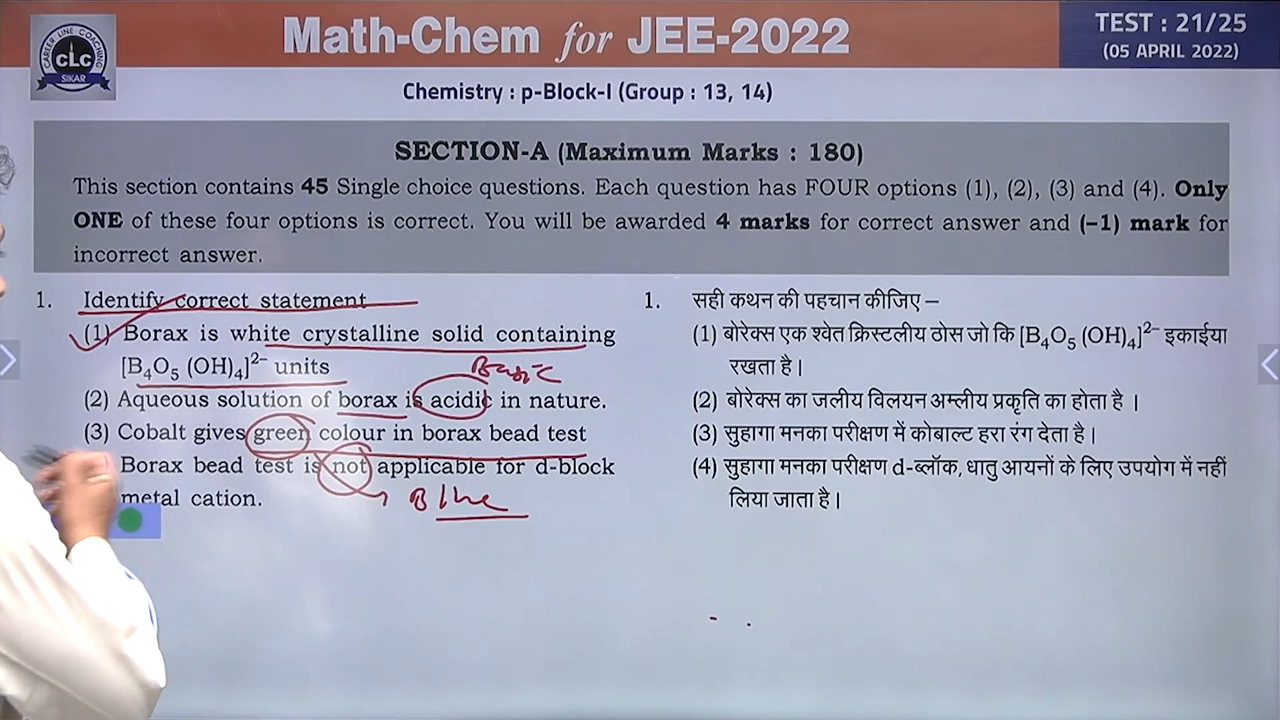 CAREER LINE COACHING
CLC
SIKAR
Math-Chem for JEE-2022
TEST : 21/25
(05 APRIL 2022)
Chemistry : p-Block-I (Group : 13, 14)
SECTION-A (Maximum Marks : 180)
This section contains 45 Single choice questions. Each question has FOUR options (1), (2), (3) and (4). Only
ONE of these four options is correct. You will be awarded 4 marks for correct answer and (–1) mark for
incorrect answer.
1. Identify correct statement
(1) Borax is white crystalline solid containing
[B₄O₅ (OH)₄]²⁻ units
Basic
(2) Aqueous solution of borax is acidic in nature.
(3) Cobalt gives green colour in borax bead test
Borax bead test is not applicable for d-block
metal cation.
Blue
1. सही कथन की पहचान कीजिए –
(1) बोरेक्स एक श्वेत क्रिस्टलीय ठोस जो कि [B₄O₅ (OH)₄]²⁻ इकाईया
रखता है।
(2) बोरेक्स का जलीय विलयन अम्लीय प्रकृति का होता है ।
(3) सुहागा मनका परीक्षण में कोबाल्ट हरा रंग देता है।
(4) सुहागा मनका परीक्षण d-ब्लॉक, धातु आयनों के लिए उपयोग में नहीं
लिया जाता है।